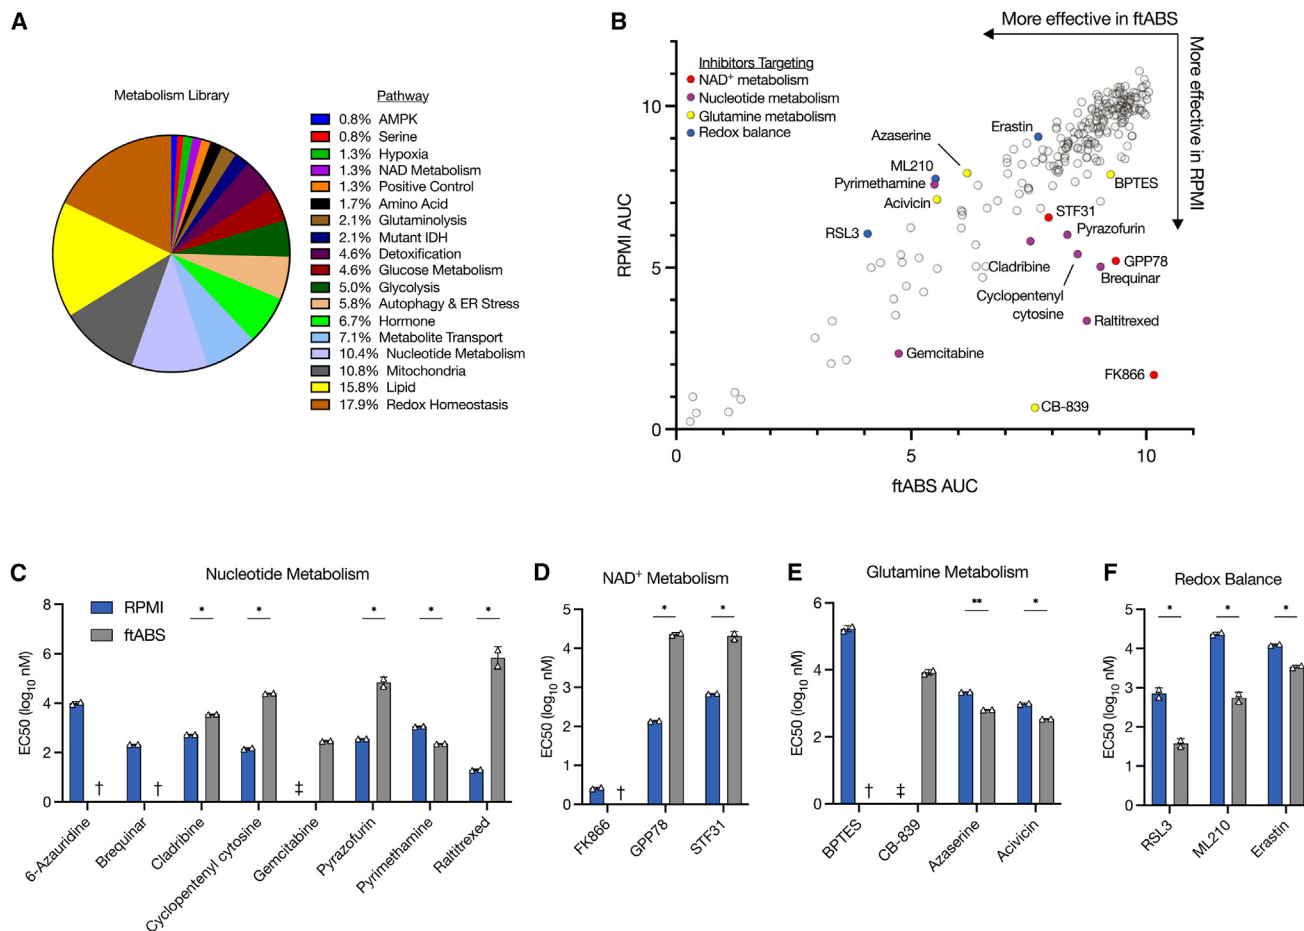 A
Metabolism Library
Pathway
0.8% AMPK
0.8% Serine
1.3% Hypoxia
1.3% NAD Metabolism
1.3% Positive Control
1.7% Amino Acid
2.1% Glutaminolysis
2.1% Mutant IDH
4.6% Detoxification
4.6% Glucose Metabolism
5.0% Glycolysis
5.8% Autophagy & ER Stress
6.7% Hormone
7.1% Metabolite Transport
10.4% Nucleotide Metabolism
10.8% Mitochondria
15.8% Lipid
17.9% Redox Homeostasis
B
More effective in ftABS
More effective in RPMI
Inhibitors Targeting
NAD⁺ metabolism
Nucleotide metabolism
Glutamine metabolism
Redox balance
RPMI AUC
10
5
0
Azaserine
Erastin
ML210
Pyrimethamine
Acivicin
BPTES
RSL3
STF31
Pyrazofurin
Cladribine
GPP78
Brequinar
Cyclopentenyl
cytosine
Raltitrexed
Gemcitabine
FK866
CB-839
0 5 10
ftABS AUC
C
Nucleotide Metabolism
RPMI
ftABS
EC50 (log₁₀ nM)
8
6
4
2
0
* * * * *
† † ‡
6-Azauridine
Brequinar
Cladribine
Cyclopentenyl cytosine
Gemcitabine
Pyrazofurin
Pyrimethamine
Raltitrexed
D
NAD⁺ Metabolism
EC50 (log₁₀ nM)
5
4
3
2
1
0
* *
†
FK866
GPP78
STF31
E
Glutamine Metabolism
EC50 (log₁₀ nM)
6
4
2
0
** *
† ‡
BPTES
CB-839
Azaserine
Acivicin
F
Redox Balance
EC50 (log₁₀ nM)
5
4
3
2
1
0
* * *
RSL3
ML210
Erastin